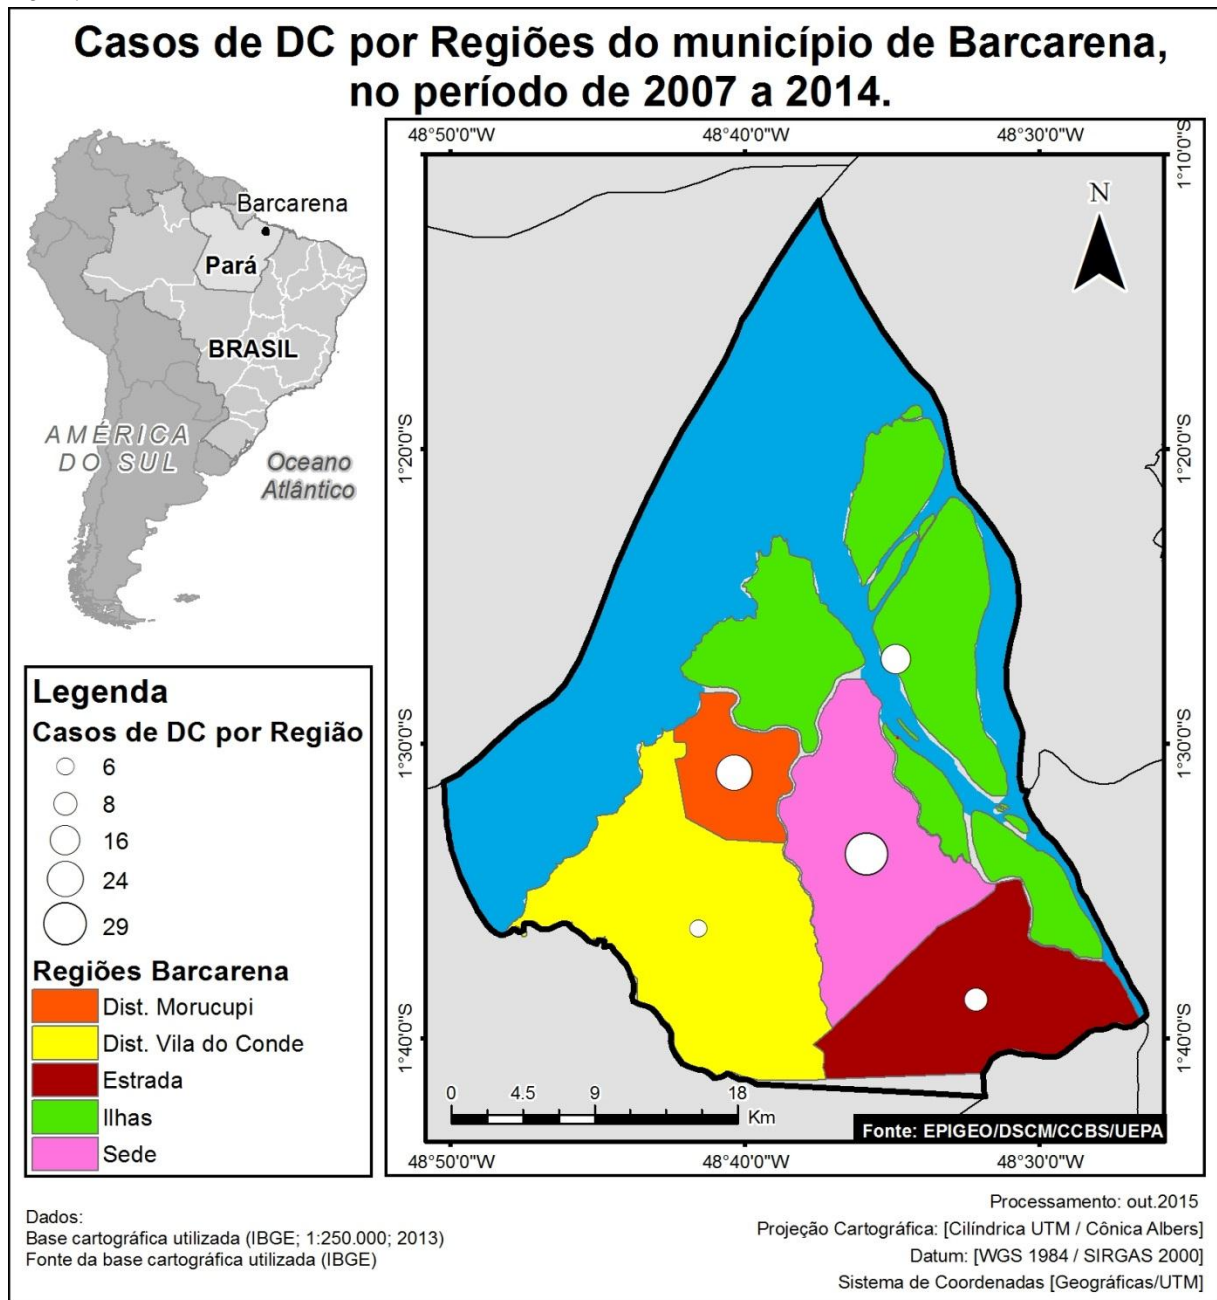 Casos de DC por Regiões do município de Barcarena,
no período de 2007 a 2014.
Barcarena
Pará
BRASIL
AMÉRICA
DO SUL
Oceano
Atlântico
48°50'0"W
48°40'0"W
48°30'0"W
1°10'0"S
1°20'0"S
1°20'0"S
1°30'0"S
1°30'0"S
1°40'0"S
1°40'0"S
N
0
4.5
9
18
Km
Fonte: EPIGEO/DSCM/CCBS/UEPA
48°50'0"W
48°40'0"W
48°30'0"W
Legenda
Casos de DC por Região
6
8
16
24
29
Regiões Barcarena
Dist. Morucupi
Dist. Vila do Conde
Estrada
Ilhas
Sede
Dados:
Base cartográfica utilizada (IBGE; 1:250.000; 2013)
Fonte da base cartográfica utilizada (IBGE)
Processamento: out.2015
Projeção Cartográfica: [Cilíndrica UTM / Cônica Albers]
Datum: [WGS 1984 / SIRGAS 2000]
Sistema de Coordenadas [Geográficas/UTM]